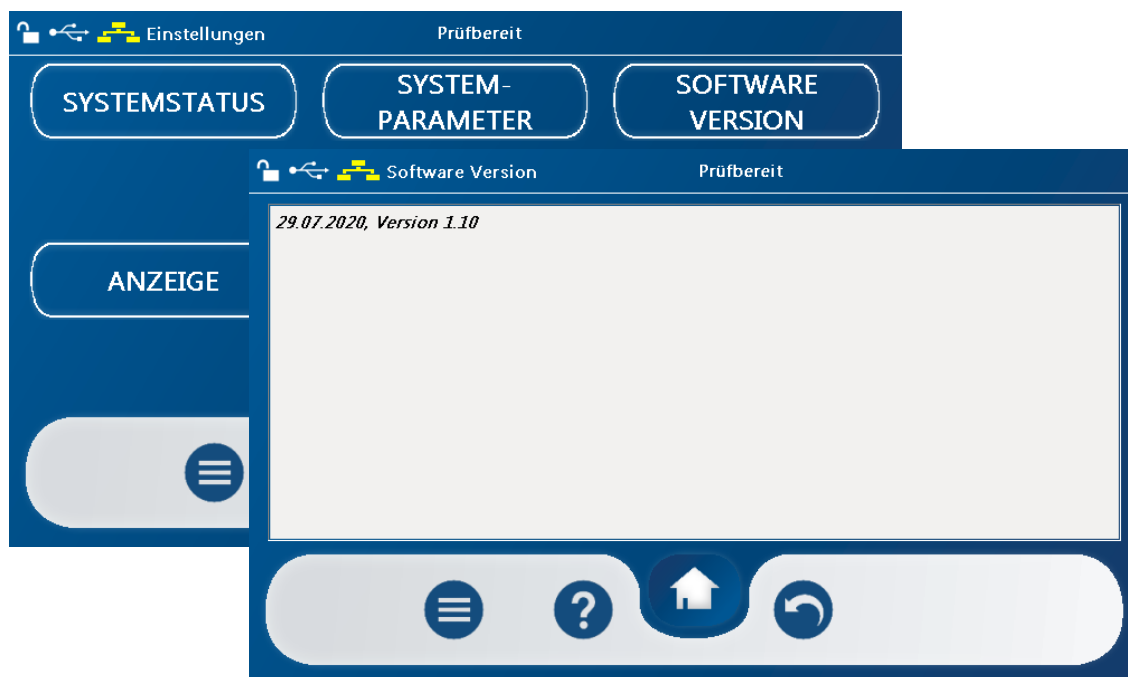 Einstellungen Prüfbereit
SYSTEMSTATUS
SYSTEM-
PARAMETER
SOFTWARE
VERSION
ANZEIGE
Software Version Prüfbereit
29.07.2020, Version 1.10
?